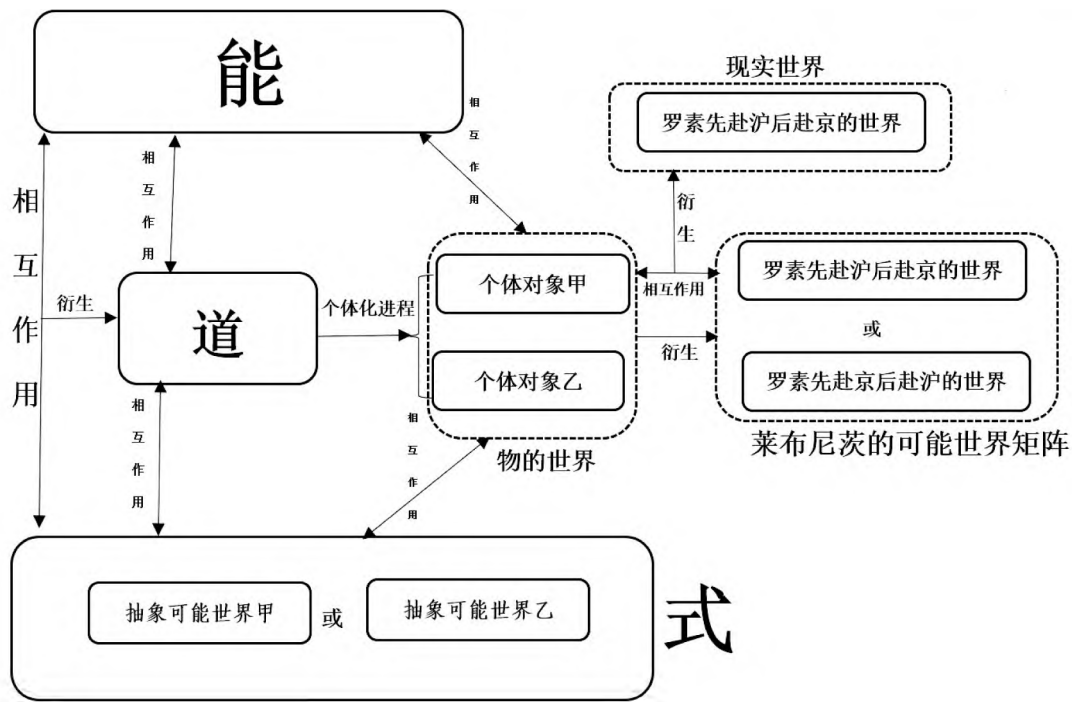 能
现实世界
罗素先赴沪后赴京的世界
相互作用
相互作用
相互作用
衍生
衍生
道
个体化进程
个体对象甲
个体对象乙
物的世界
相互作用
衍生
罗素先赴沪后赴京的世界
或
罗素先赴京后赴沪的世界
莱布尼茨的可能世界矩阵
相互作用
相互作用
抽象可能世界甲
或
抽象可能世界乙
式